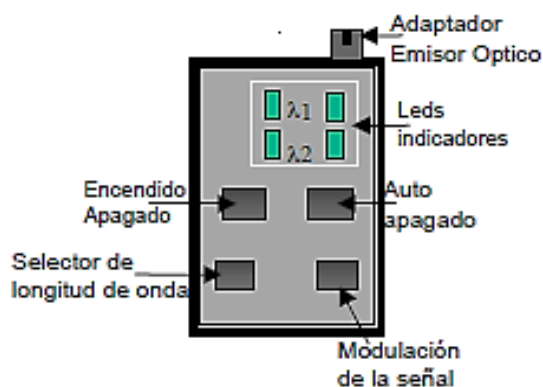 Adaptador
Emisor Optico
λ1
λ2
Leds
indicadores
Encendido
Apagado
Auto
apagado
Selector de
longitud de onda
Modulación
de la señal